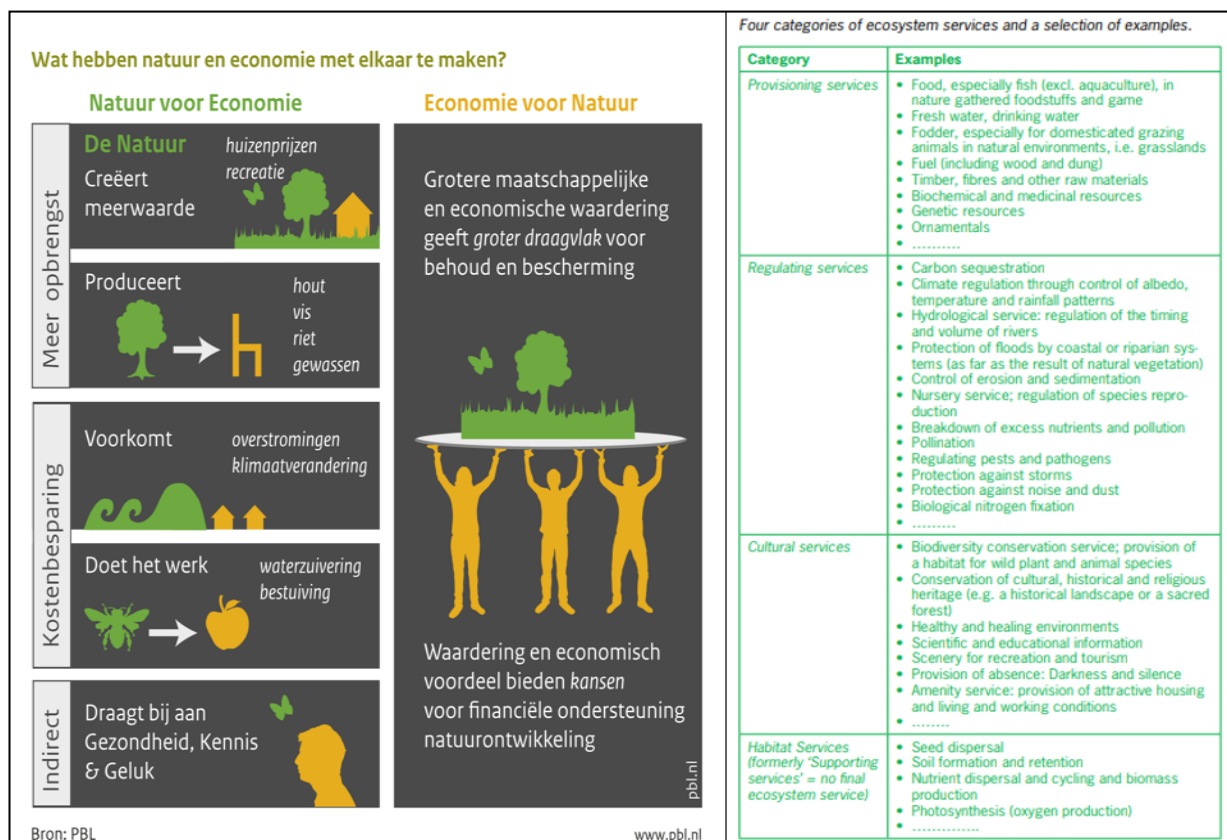 Wat hebben natuur en economie met elkaar te maken?
Natuur voor Economie
Meer opbrengst
De Natuur
Creëert
meerwaarde
huizenprijzen
recreatie
Produceert
hout
vis
riet
gewassen
Kostenbesparing
Voorkomt
overstromingen
klimaatverandering
Doet het werk
waterzuivering
bestuiving
Indirect
Draagt bij aan
Gezondheid, Kennis
& Geluk
Economie voor Natuur
Grotere maatschappelijke
en economische waardering
geeft groter draagvlak voor
behoud en bescherming
Waardering en economisch
voordeel bieden kansen
voor financiële ondersteuning
natuurontwikkeling
pbl.nl
Bron: PBL
www.pbl.nl
Four categories of ecosystem services and a selection of examples.
Category
Examples
Provisioning services
• Food, especially fish (excl. aquaculture), in
nature gathered foodstuffs and game
• Fresh water, drinking water
• Fodder, especially for domesticated grazing
animals in natural environments, i.e. grasslands
• Fuel (including wood and dung)
• Timber, fibres and other raw materials
• Biochemical and medicinal resources
• Genetic resources
• Ornamentals
• ..........
Regulating services
• Carbon sequestration
• Climate regulation through control of albedo,
temperature and rainfall patterns
• Hydrological service: regulation of the timing
and volume of rivers
• Protection of floods by coastal or riparian sys-
tems (as far as the result of natural vegetation)
• Control of erosion and sedimentation
• Nursery service; regulation of species repro-
duction
• Breakdown of excess nutrients and pollution
• Pollination
• Regulating pests and pathogens
• Protection against storms
• Protection against noise and dust
• Biological nitrogen fixation
• .........
Cultural services
• Biodiversity conservation service; provision of
a habitat for wild plant and animal species
• Conservation of cultural, historical and religious
heritage (e.g. a historical landscape or a sacred
forest)
• Healthy and healing environments
• Scientific and educational information
• Scenery for recreation and tourism
• Provision of absence: Darkness and silence
• Amenity service: provision of attractive housing
and living and working conditions
• ........
Habitat Services
(formerly 'Supporting
services' = no final
ecosystem service)
• Seed dispersal
• Soil formation and retention
• Nutrient dispersal and cycling and biomass
production
• Photosynthesis (oxygen production)
• ..............